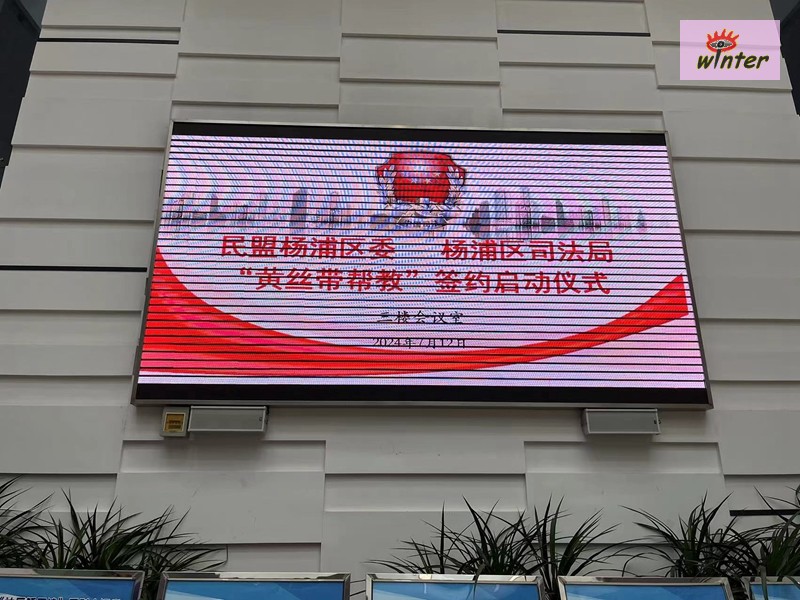 winter
民盟杨浦区委 杨浦区司法局
“黄丝带帮教”签约启动仪式
三楼会议室
2024年7月12日